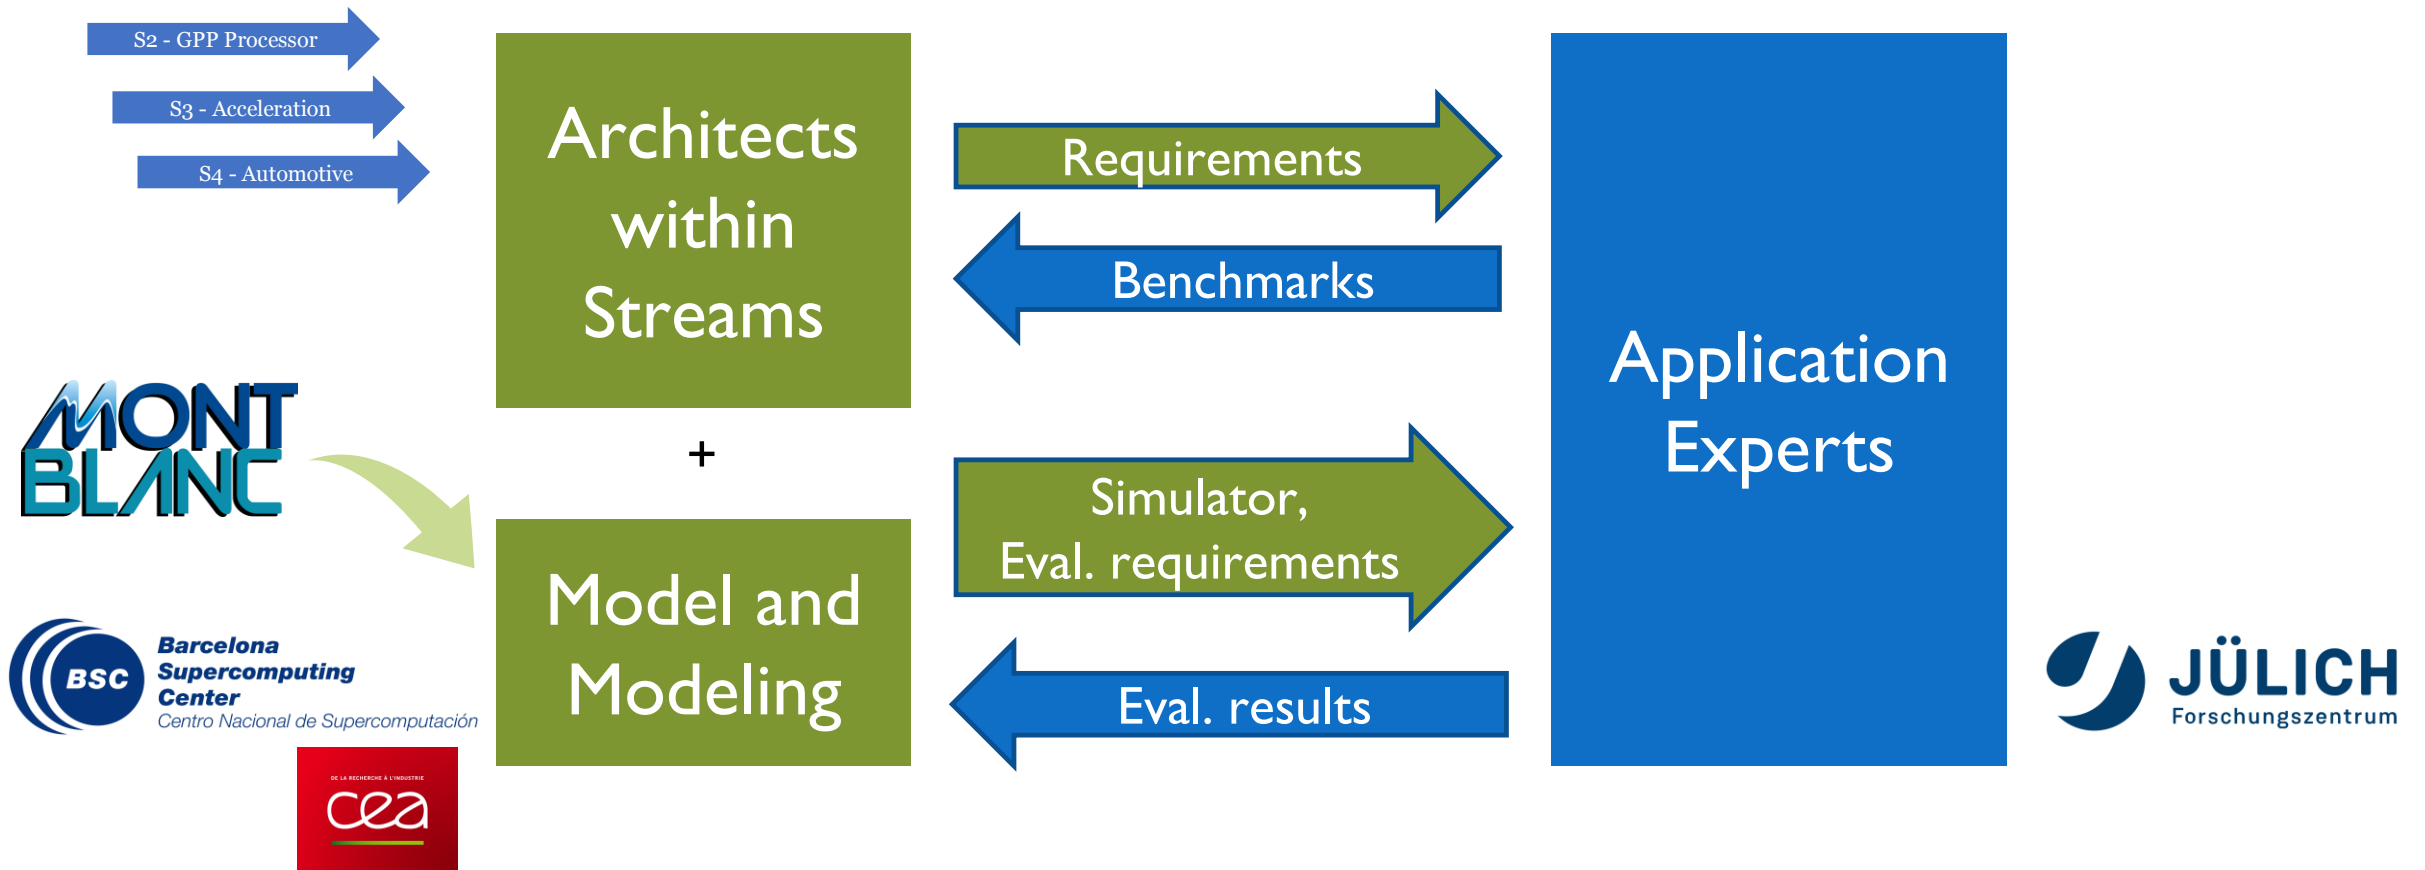 S2 - GPP Processor
S3 - Acceleration
S4 - Automotive
Architects
within
Streams
Requirements
Benchmarks
Application
Experts
MONT
BLANC
+
Simulator,
Eval. requirements
Model and
Modeling
Eval. results
BSC
Barcelona
Supercomputing
Center
Centro Nacional de Supercomputación
DE LA RECHERCHE À L'INDUSTRIE
cea
JÜLICH
Forschungszentrum